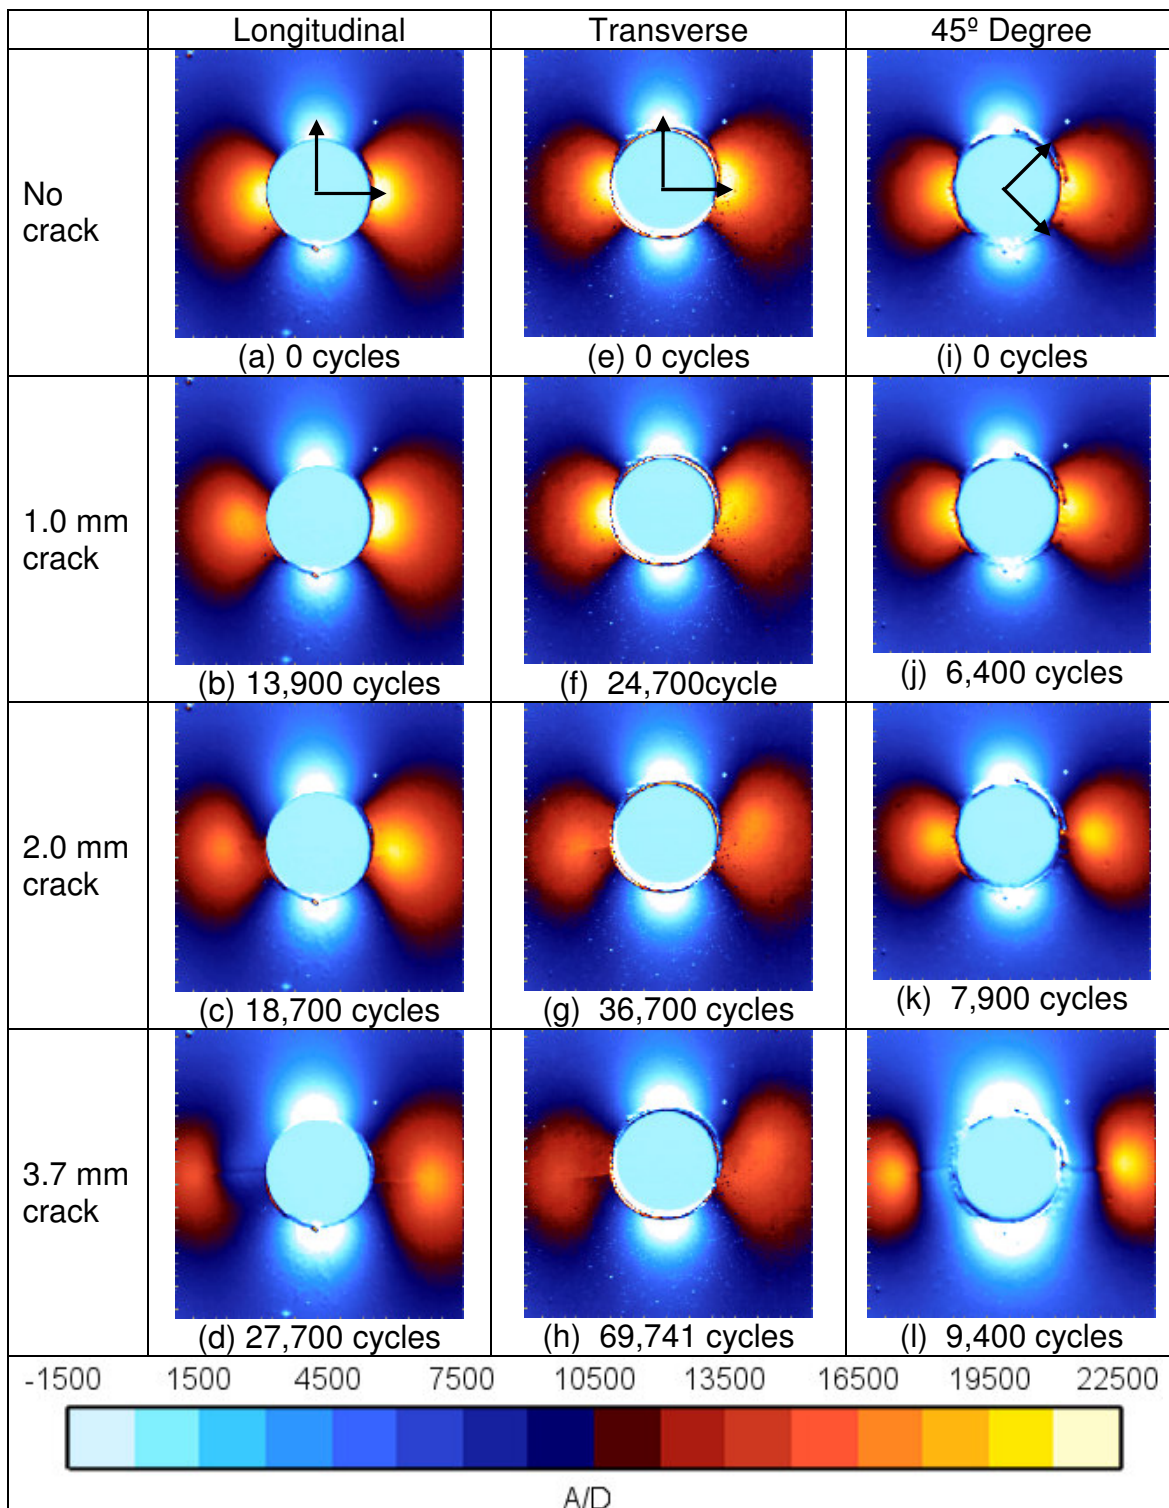 Longitudinal Transverse 45º Degree
No
crack
(a) 0 cycles (e) 0 cycles (i) 0 cycles
1.0 mm
crack
(b) 13,900 cycles (f) 24,700cycle (j) 6,400 cycles
2.0 mm
crack
(c) 18,700 cycles (g) 36,700 cycles (k) 7,900 cycles
3.7 mm
crack
(d) 27,700 cycles (h) 69,741 cycles (l) 9,400 cycles
-1500 1500 4500 7500 10500 13500 16500 19500 22500
A/D